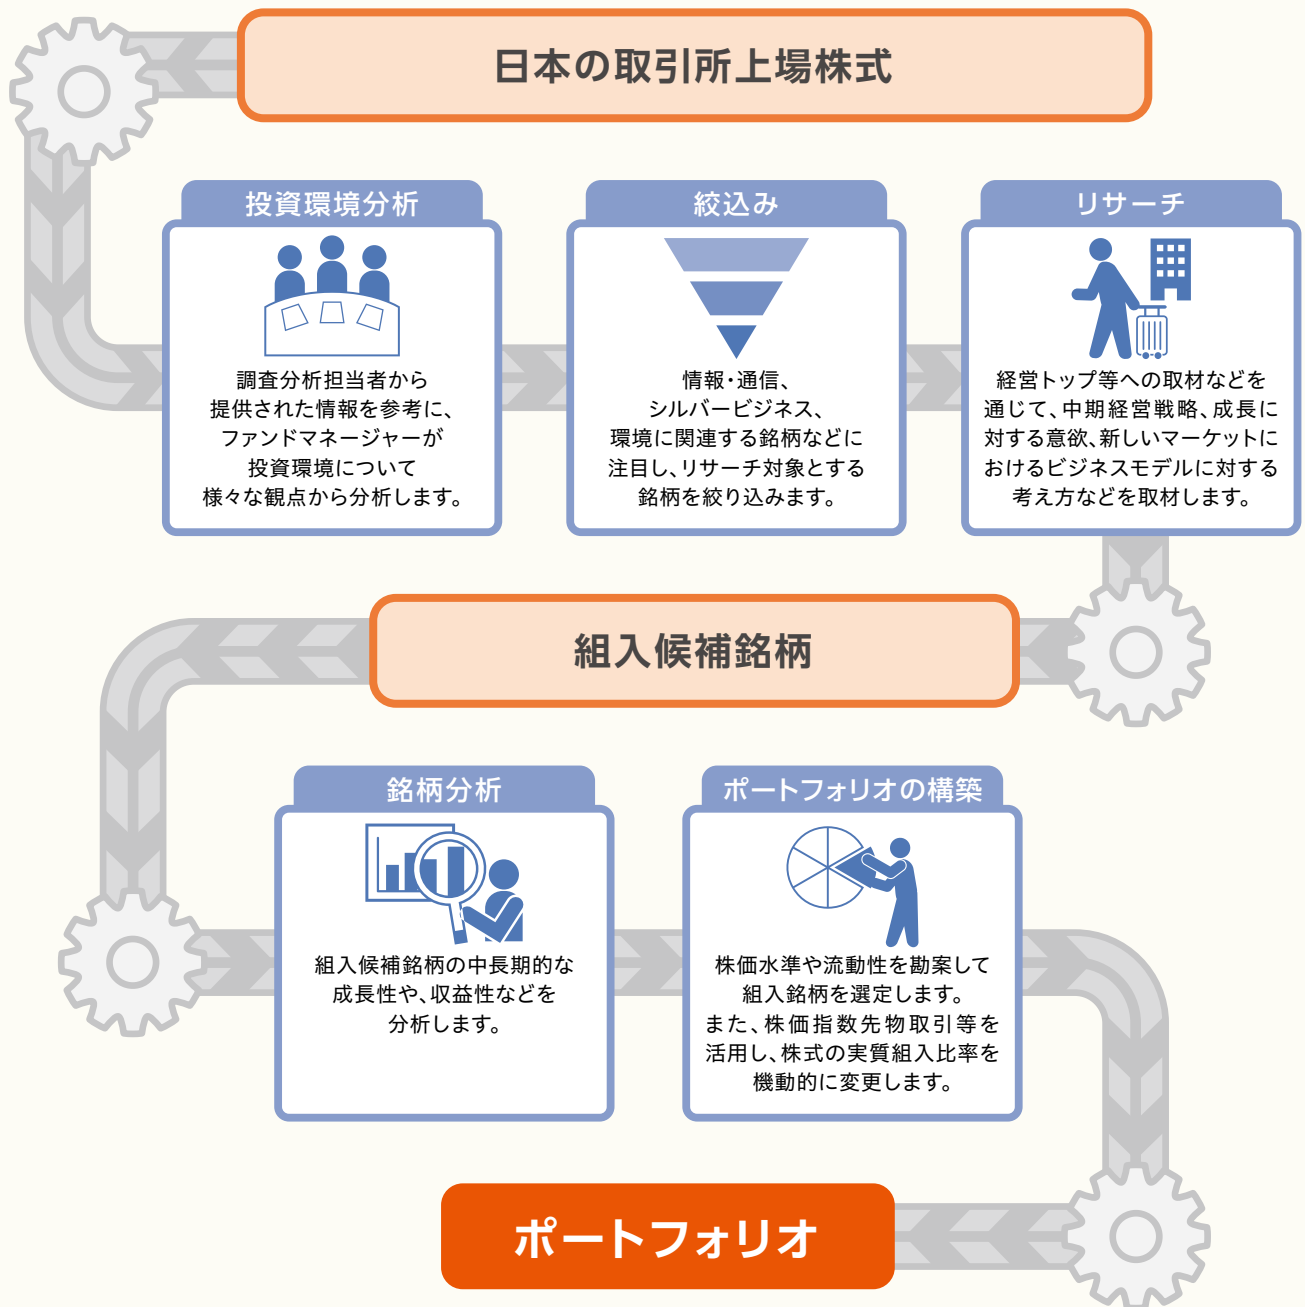 日本の取引所上場株式
投資環境分析
調査分析担当者から
提供された情報を参考に、
ファンドマネージャーが
投資環境について
様々な観点から分析します。
絞込み
情報・通信、
シルバービジネス、
環境に関連する銘柄などに
注目し、リサーチ対象とする
銘柄を絞り込みます。
リサーチ
経営トップ等への取材などを
通じて、中期経営戦略、成長に
対する意欲、新しいマーケットに
おけるビジネスモデルに対する
考え方などを取材します。
組入候補銘柄
銘柄分析
組入候補銘柄の中長期的な
成長性や、収益性などを
分析します。
ポートフォリオの構築
株価水準や流動性を勘案して
組入銘柄を選定します。
また、株価指数先物取引等を
活用し、株式の実質組入比率を
機動的に変更します。
ポートフォリオ